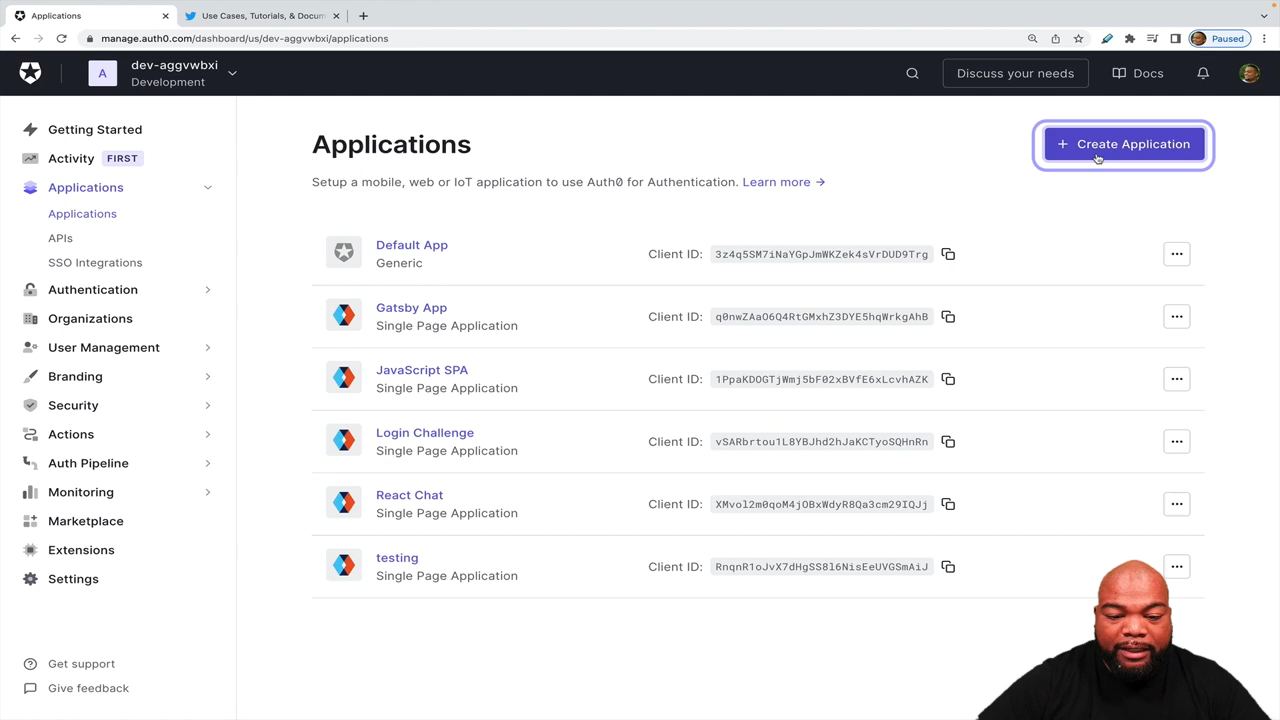 Applications
Use Cases, Tutorials, & Docum
manage.auth0.com/dashboard/us/dev-aggvwbxi/applications
Paused
A
dev-aggvwbxi
Development
Discuss your needs
Docs
Getting Started
Activity FIRST
Applications
Applications
APIs
SSO Integrations
Authentication
Organizations
User Management
Branding
Security
Actions
Auth Pipeline
Monitoring
Marketplace
Extensions
Settings
Get support
Give feedback
Applications
+ Create Application
Setup a mobile, web or IoT application to use Auth0 for Authentication. Learn more →
Default App
Generic
Client ID: 3z4q5SM7iNaYGpJmWKZek4sVrDUD9Trg
Gatsby App
Single Page Application
Client ID: q0nwZAaO6Q4RtGMxhZ3DYE5hqWrkgAhB
JavaScript SPA
Single Page Application
Client ID: 1PpaKDOGTjWmj5bF02xBVfE6xLcvhAZK
Login Challenge
Single Page Application
Client ID: vSARbrtou1L8YBJhd2hJaKCTyoSQHnRn
React Chat
Single Page Application
Client ID: XMvol2m0qoM4jOBxWdyR8Qa3cm29IQJj
testing
Single Page Application
Client ID: RnqnR1oJvX7dHgSS8l6NisEeUVGSmAiJ